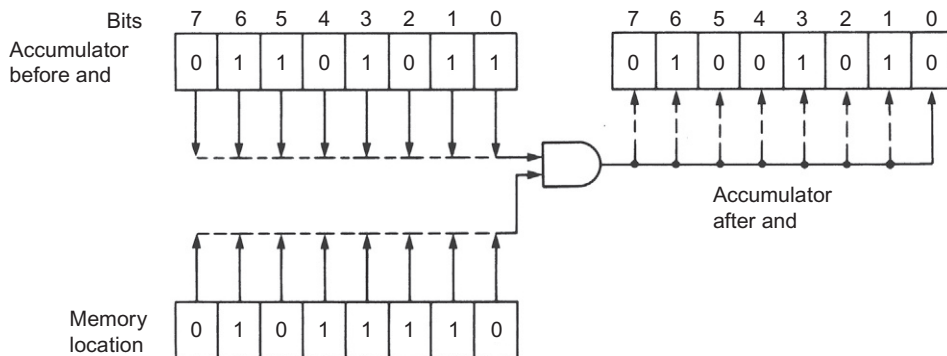 Bits 7 6 5 4 3 2 1 0 7 6 5 4 3 2 1 0
Accumulator
before and
0 1 1 0 1 0 1 1
0 1 0 0 1 0 1 0
Accumulator
after and
Memory
location
0 1 0 1 1 1 1 0